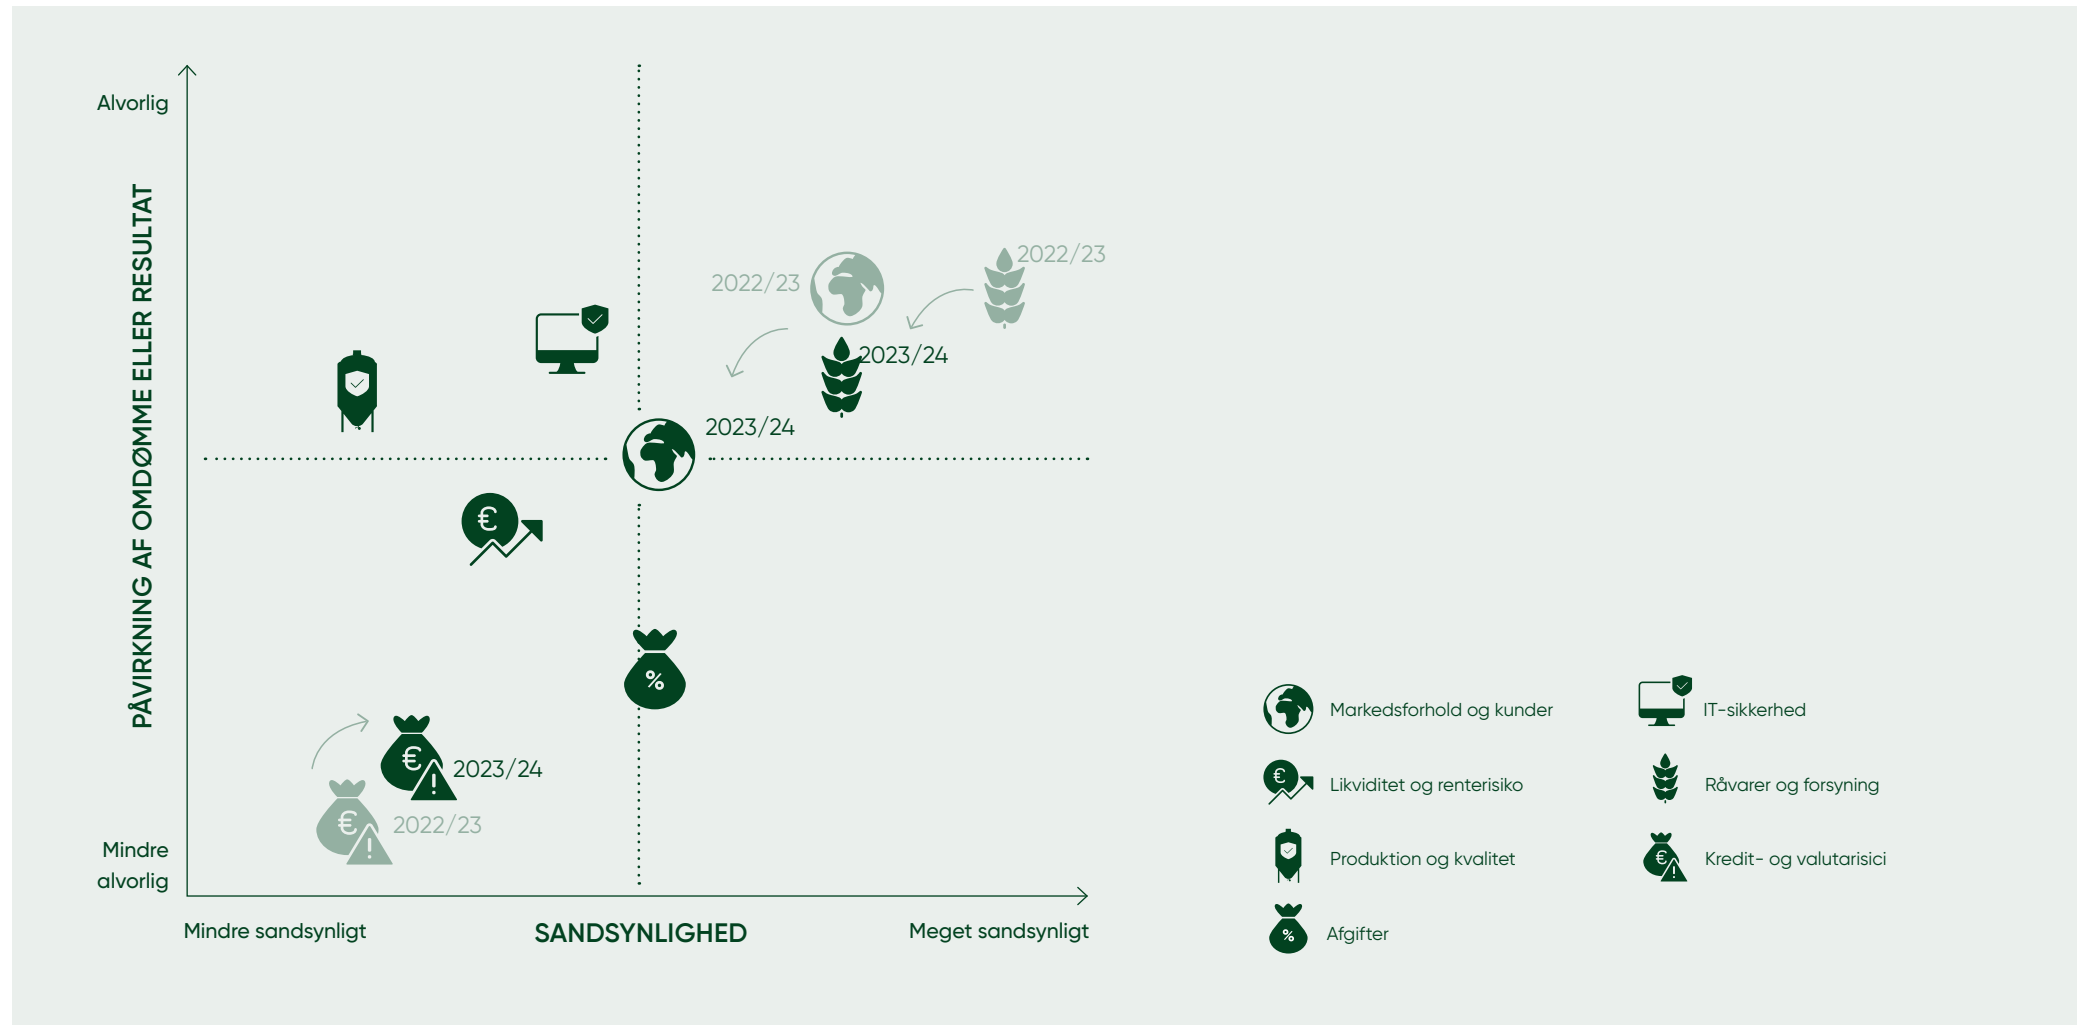 Alvorlig
PÅVIRKNING AF OMDØMME ELLER RESULTAT
2022/23
2022/23
2023/24
2023/24
2023/24
2022/23
Mindre
alvorlig
Mindre sandsynligt
SANDSYNLIGHED
Meget sandsynligt
Markedsforhold og kunder
IT-sikkerhed
Likviditet og renterisiko
Råvarer og forsyning
Produktion og kvalitet
Kredit- og valutarisici
Afgifter